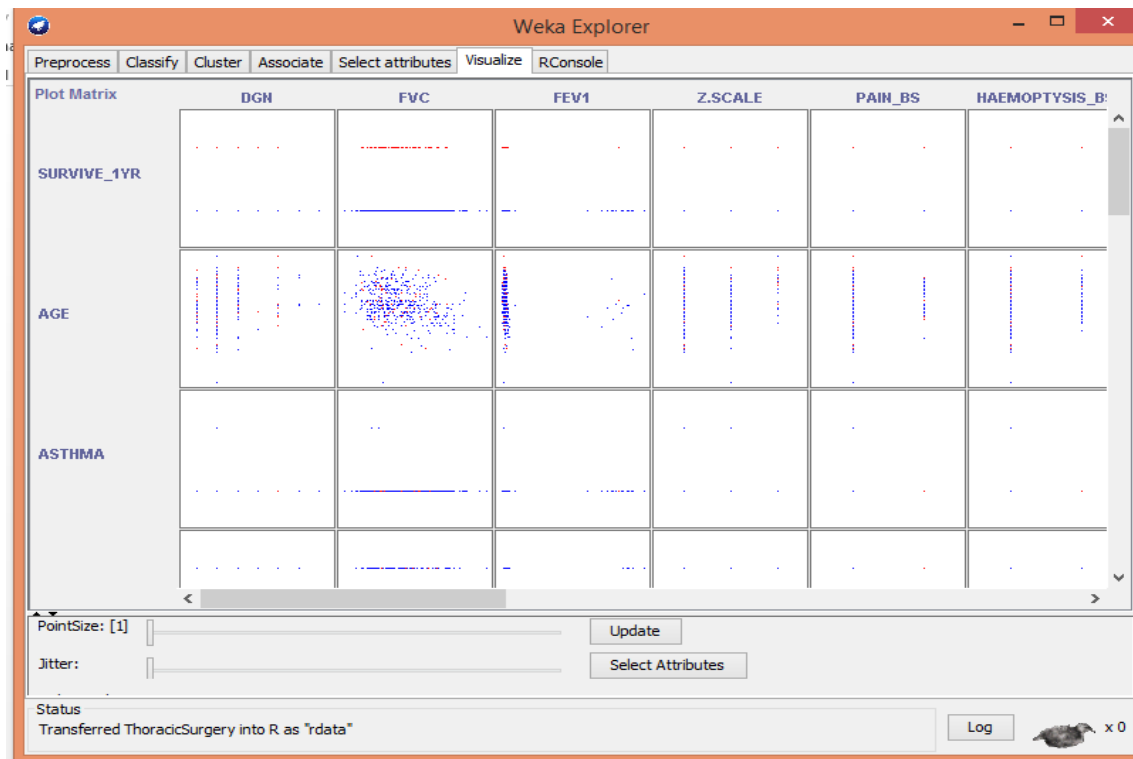 Weka Explorer
Preprocess Classify Cluster Associate Select attributes Visualize RConsole
Plot Matrix DGN FVC FEV1 Z.SCALE PAIN_BS HAEMOPTYSIS_B
SURVIVE_1YR
AGE
ASTHMA
PointSize: [1] Update
Jitter: Select Attributes
Status
Transferred ThoracicSurgery into R as "rdata"
Log x 0